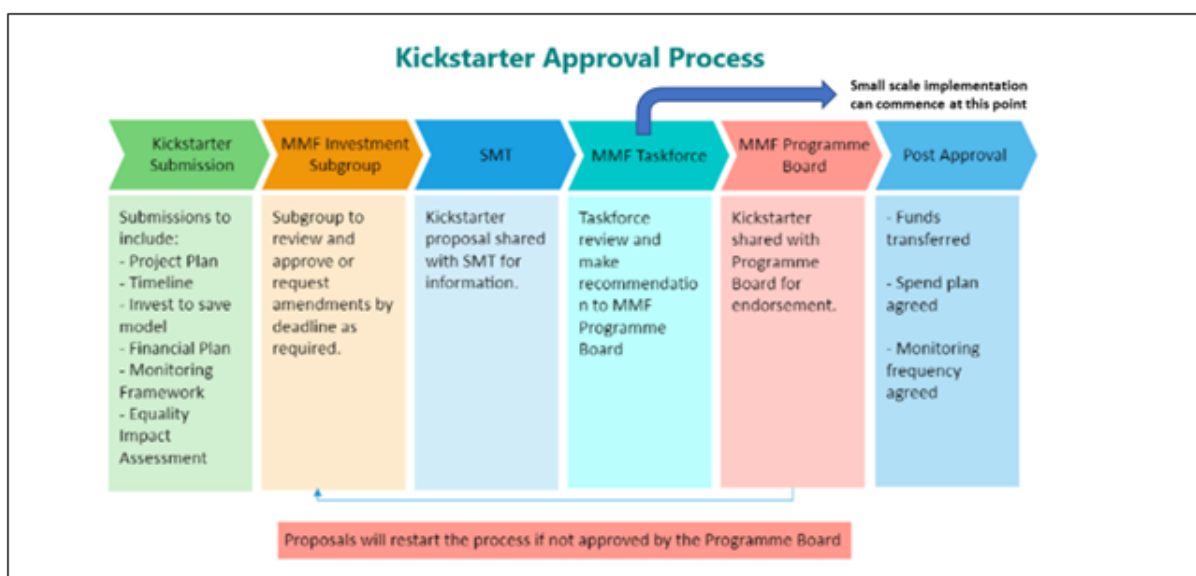 Kickstarter Approval Process
Small scale implementation
can commence at this point
Kickstarter
Submission
MMF Investment
Subgroup
SMT
MMF Taskforce
MMF Programme
Board
Post Approval
Submissions to
include:
- Project Plan
- Timeline
- Invest to save
model
- Financial Plan
- Monitoring
Framework
- Equality
Impact
Assessment
Subgroup to
review and
approve or
request
amendments by
deadline as
required.
Kickstarter
proposal shared
with SMT for
information.
Taskforce
review and
make
recommendatio
n to MMF
Programme
Board
Kickstarter
shared with
Programme
Board for
endorsement.
- Funds
transferred
- Spend plan
agreed
- Monitoring
frequency
agreed
Proposals will restart the process if not approved by the Programme Board